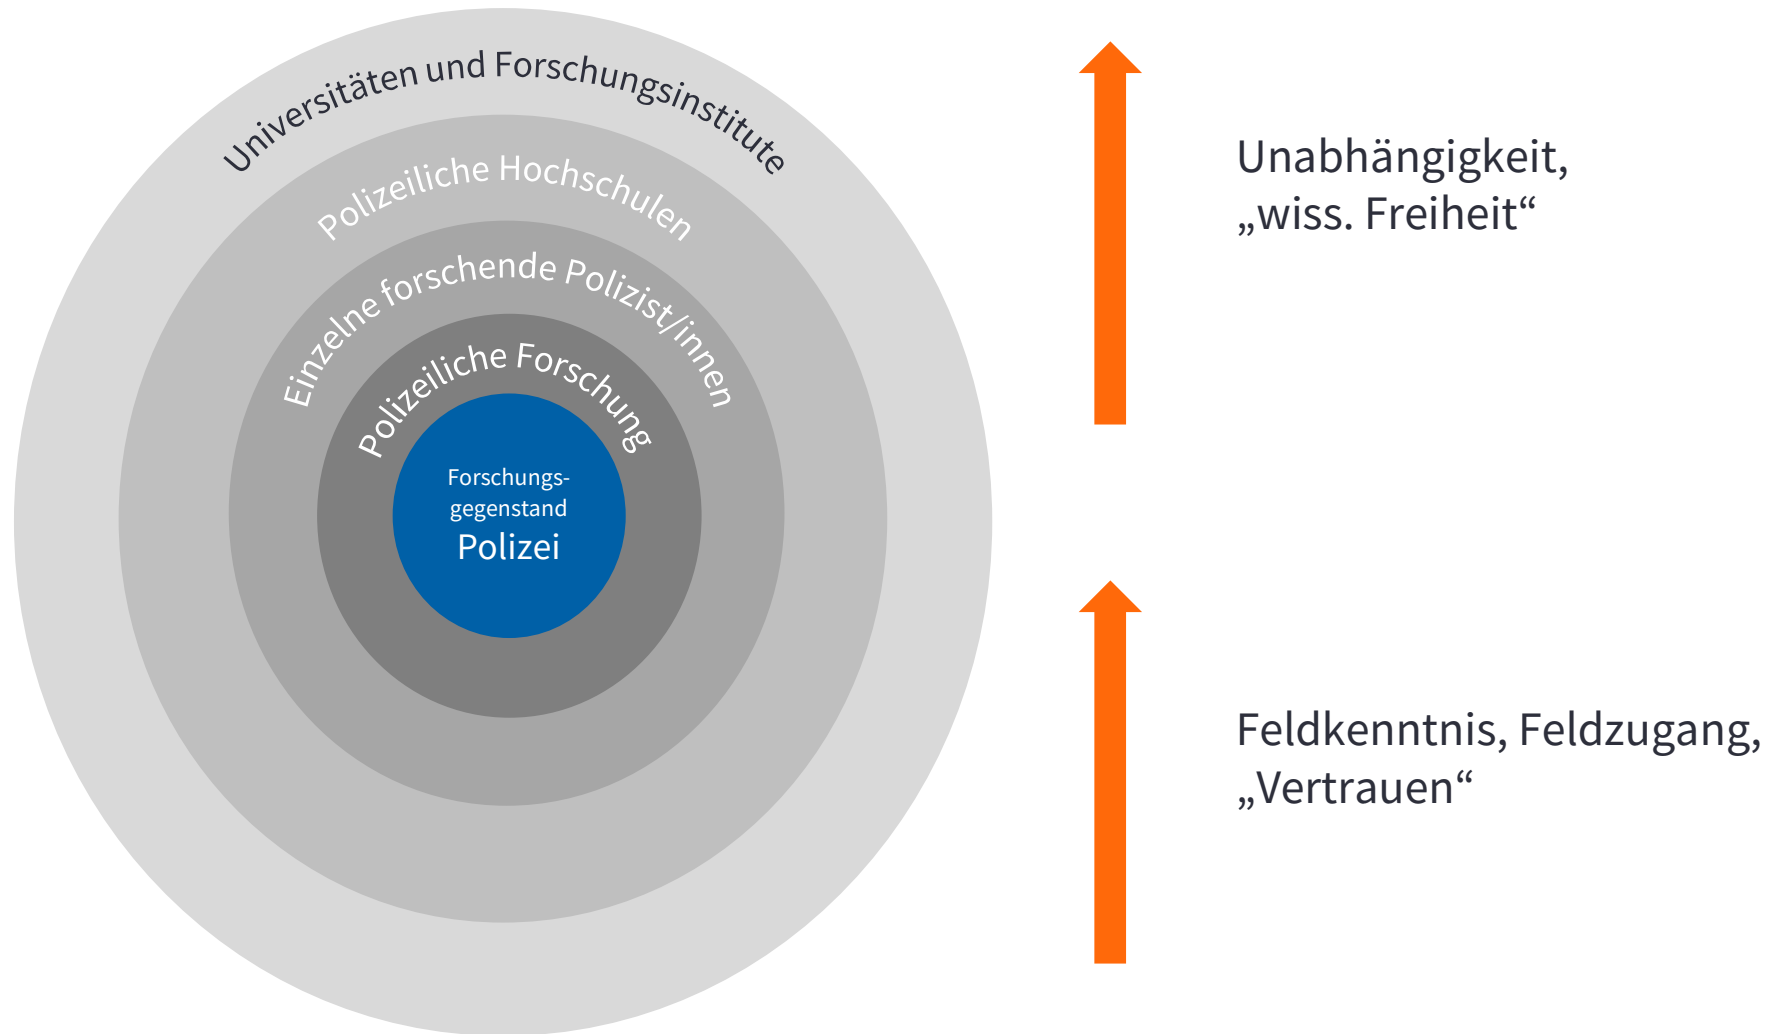 Universitäten und Forschungsinstitute
Polizeiliche Hochschulen
Einzelne forschende Polizist/innen
Polizeiliche Forschung
Forschungs-
gegenstand
Polizei
Unabhängigkeit,
„wiss. Freiheit“
Feldkenntnis, Feldzugang,
„Vertrauen“